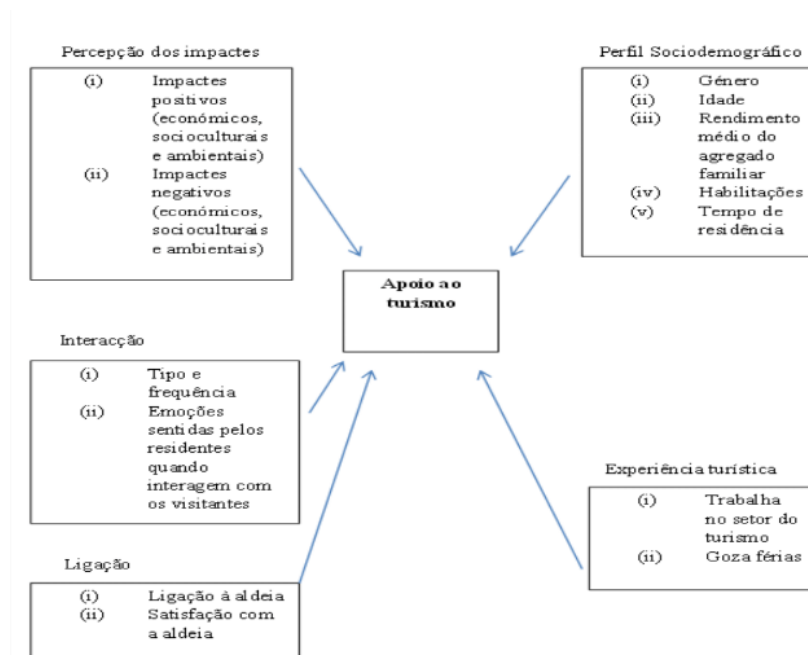 Percepção dos impactes
(i) Impactes
positivos
(económicos,
socioculturais
e ambientais)
(ii) Impactes
negativos
(económicos,
socioculturais
e ambientais)
Perfil Sociodemográfico
(i) Género
(ii) Idade
(iii) Rendimento
médio do
agregado
familiar
(iv) Habilitações
(v) Tempo de
residência
Apoio ao
turismo
Interacção
(i) Tipo e
frequência
(ii) Emoções
sentidas pelos
residentes
quando
interagem com
os visitantes
Experiência turística
(i) Trabalha
no setor do
turismo
(ii) Goza férias
Ligação
(i) Ligação à aldeia
(ii) Satisfação com
a aldeia